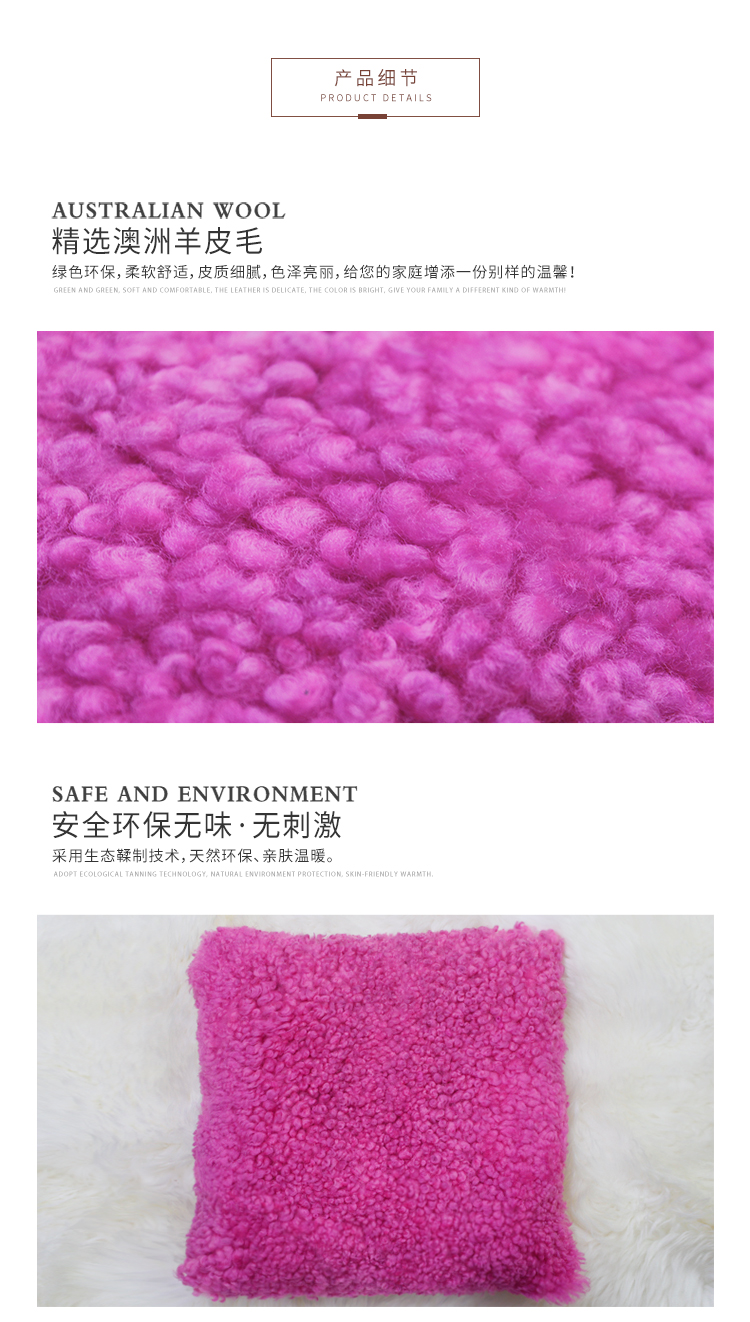 产品细节
PRODUCT DETAILS
AUSTRALIAN WOOL
精选澳洲羊皮毛
绿色环保,柔软舒适,皮质细腻,色泽亮丽,给您的家庭增添一份别样的温馨!
GREEN AND GREEN, SOFT AND COMFORTABLE, THE LEATHER IS DELICATE, THE COLOR IS BRIGHT, GIVE YOUR FAMILY A DIFFERENT KIND OF WARMTH!
SAFE AND ENVIRONMENT
安全环保无味·无刺激
采用生态鞣制技术,天然环保、亲肤温暖。
ADOPT ECOLOGICAL TANNING TECHNOLOGY, NATURAL ENVIRONMENT PROTECTION, SKIN-FRIENDLY WARMTH.